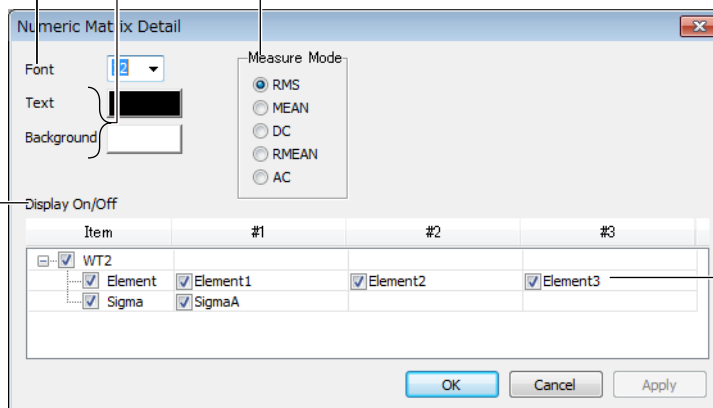 Numeric Matrix Detail
Font
Measure Mode
RMS
Text
MEAN
DC
Background
RMEAN
AC
Display On/Off
Item #1 #2 #3
WT2
Element Element1 Element2 Element3
Sigma SigmaA
OK Cancel Apply